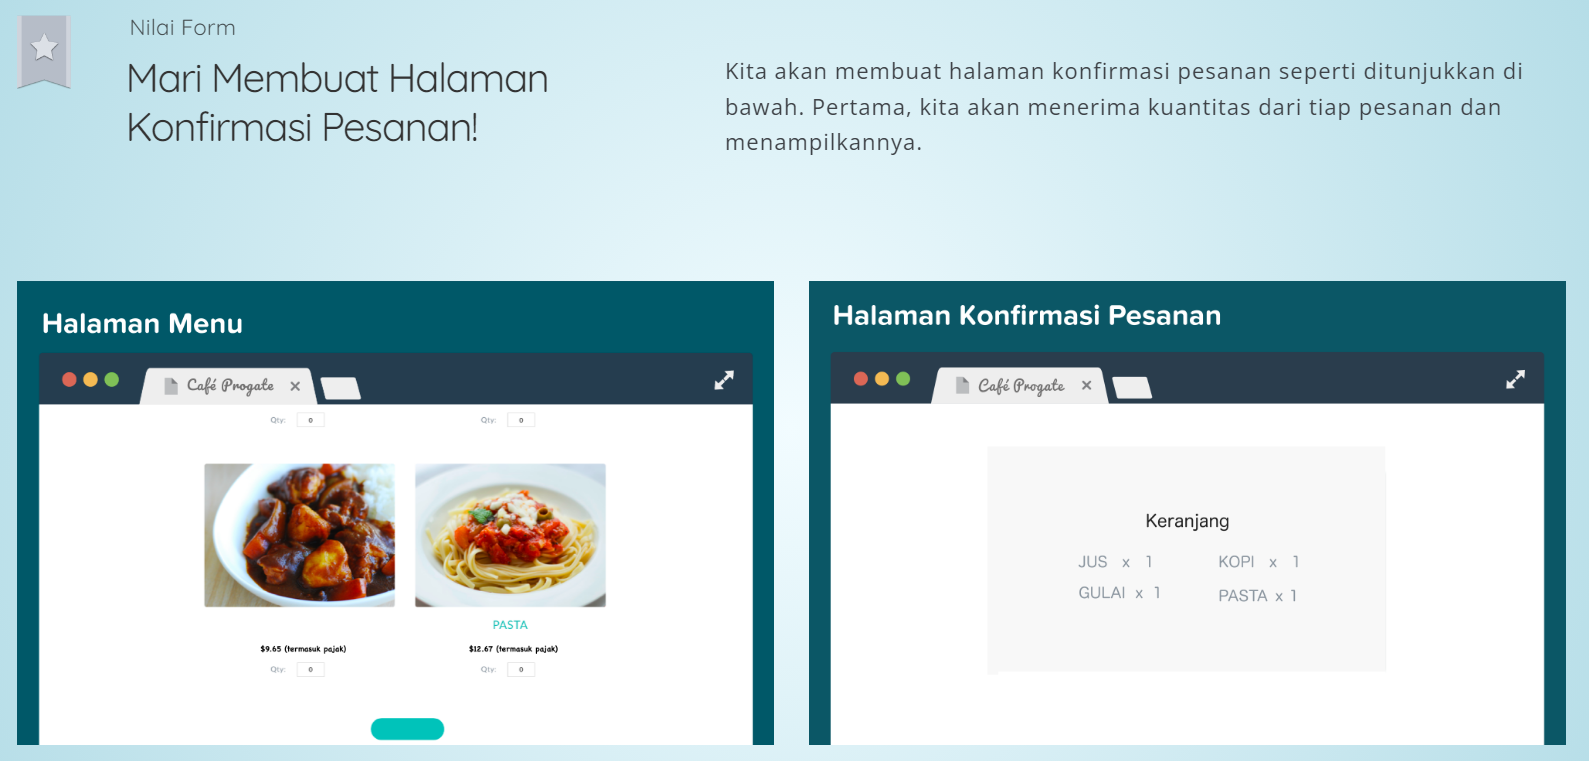 Nilai Form
Mari Membuat Halaman
Konfirmasi Pesanan!
Kita akan membuat halaman konfirmasi pesanan seperti ditunjukkan di
bawah. Pertama, kita akan menerima kuantitas dari tiap pesanan dan
menampilkannya.
Halaman Menu
Café Progate
Qty: 0
Qty: 0
PASTA
$9.65 (termasuk pajak)
$12.67 (termasuk pajak)
Qty: 0
Qty: 0
Halaman Konfirmasi Pesanan
Café Progate
Keranjang
JUS x 1
KOPI x 1
GULAI x 1
PASTA x 1